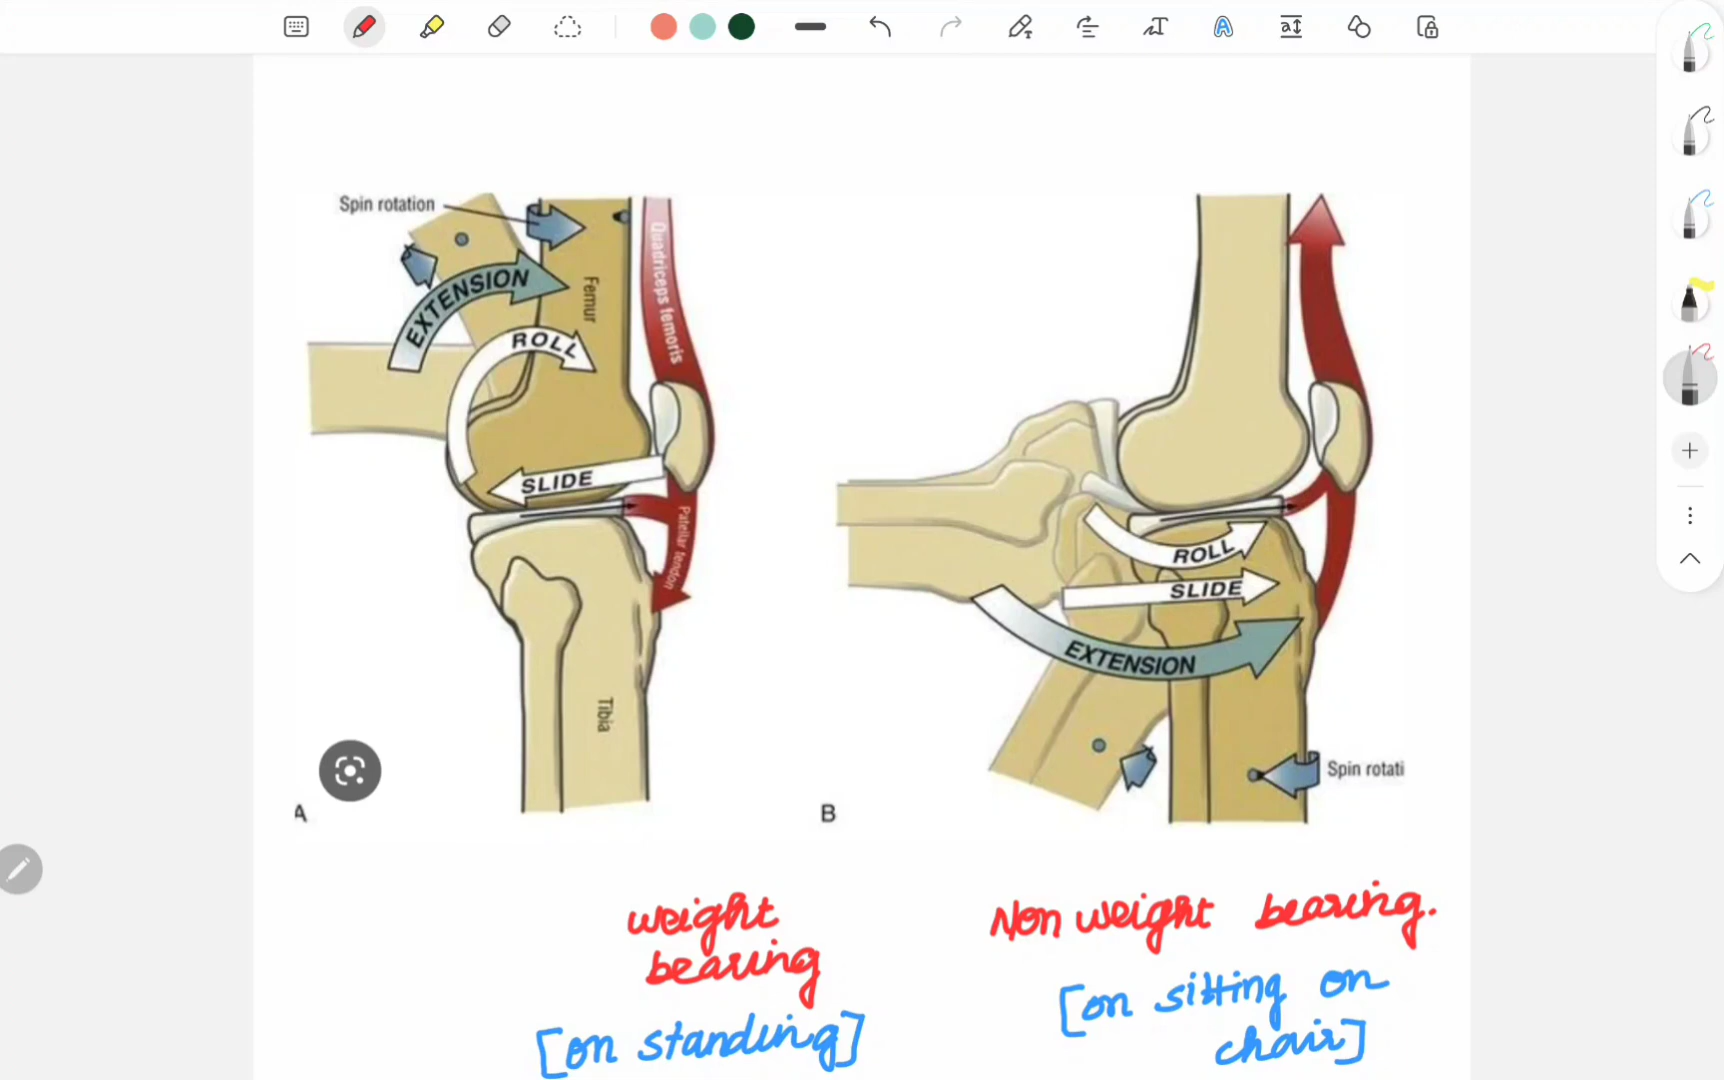 Spin rotation
EXTENSION
ROLL
Femur
Quadriceps femoris
SLIDE
Patellar tendon
Tibia
A
ROLL
SLIDE
EXTENSION
Spin rotati
B
weight
bearing
[on standing]
Non weight bearing.
[on sitting on
chair]